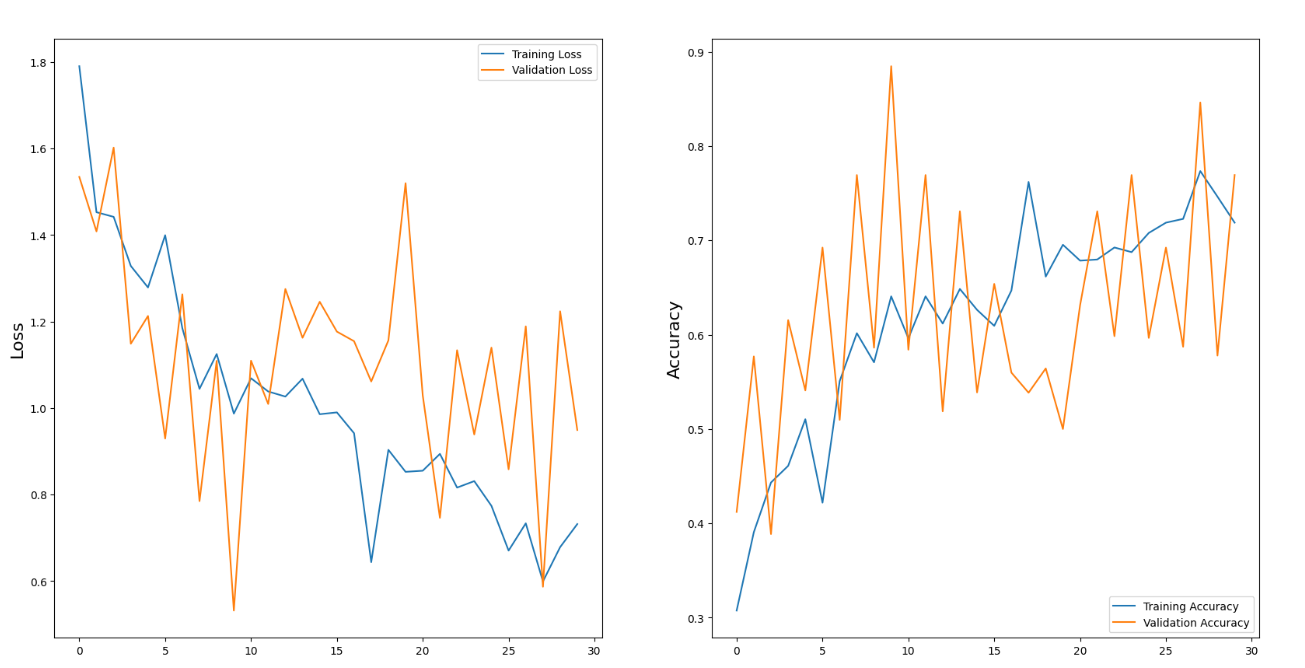 1.8
1.6
1.4
1.2
1.0
0.8
0.6
Loss
0 5 10 15 20 25 30
Training Loss
Validation Loss
0.9
0.8
0.7
0.6
0.5
0.4
0.3
Accuracy
0 5 10 15 20 25 30
Training Accuracy
Validation Accuracy